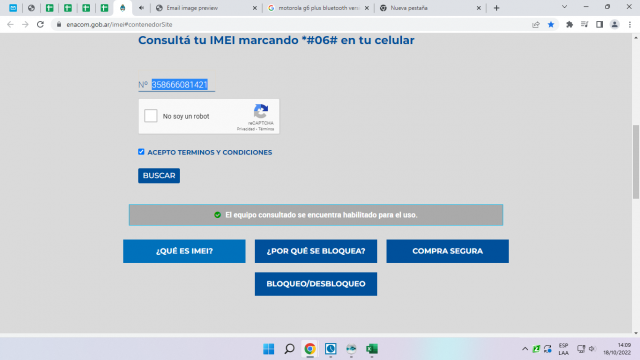 Email image preview
motorola g6 plus bluetooth vers
Nueva pestaña
enacom.gob.ar/imei#contenedorSite
Consultá tu IMEI marcando *#06# en tu celular
Nº 358666081421
No soy un robot
reCAPTCHA
Privacidad - Términos
ACEPTO TERMINOS Y CONDICIONES
BUSCAR
El equipo consultado se encuentra habilitado para el uso.
¿QUÉ ES IMEI?
¿POR QUÉ SE BLOQUEA?
COMPRA SEGURA
BLOQUEO/DESBLOQUEO
ESP
LAA
14:09
18/10/2022